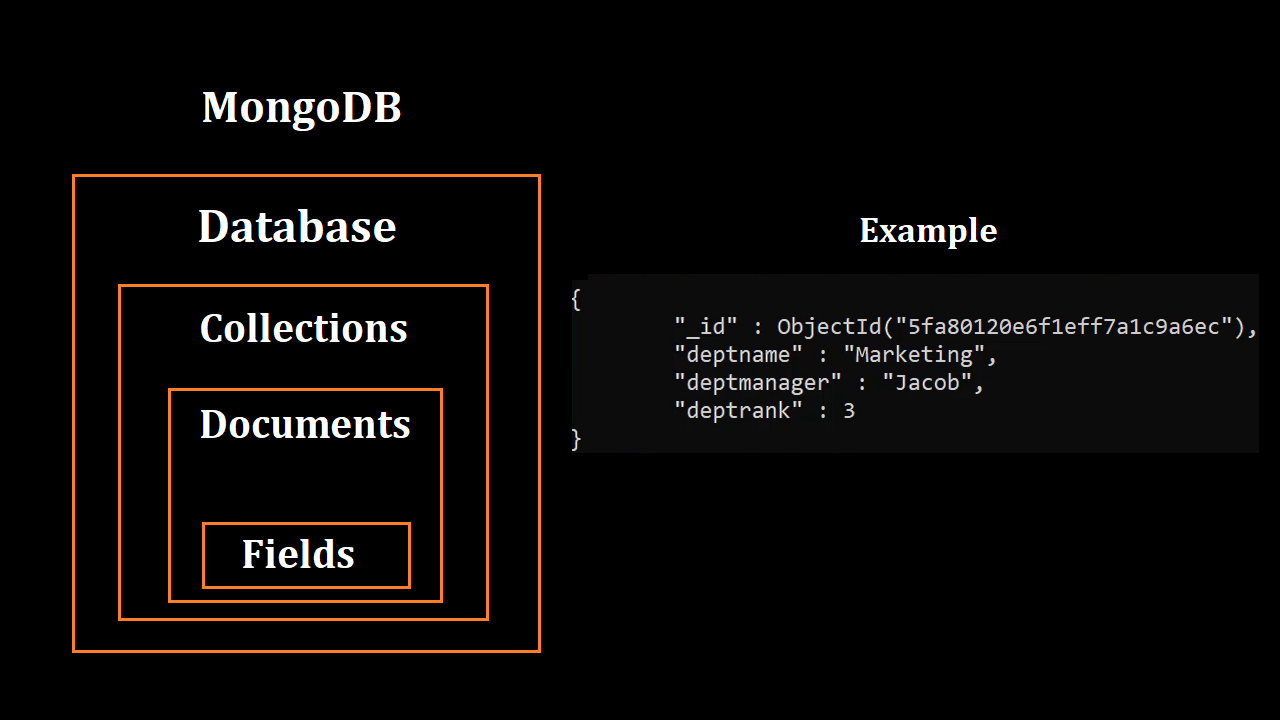 MongoDB
Database
Collections
Documents
Fields
Example
{
"_id" : ObjectId("5fa80120e6f1eff7a1c9a6ec"),
"deptname" : "Marketing",
"deptmanager" : "Jacob",
"deptrank" : 3
}